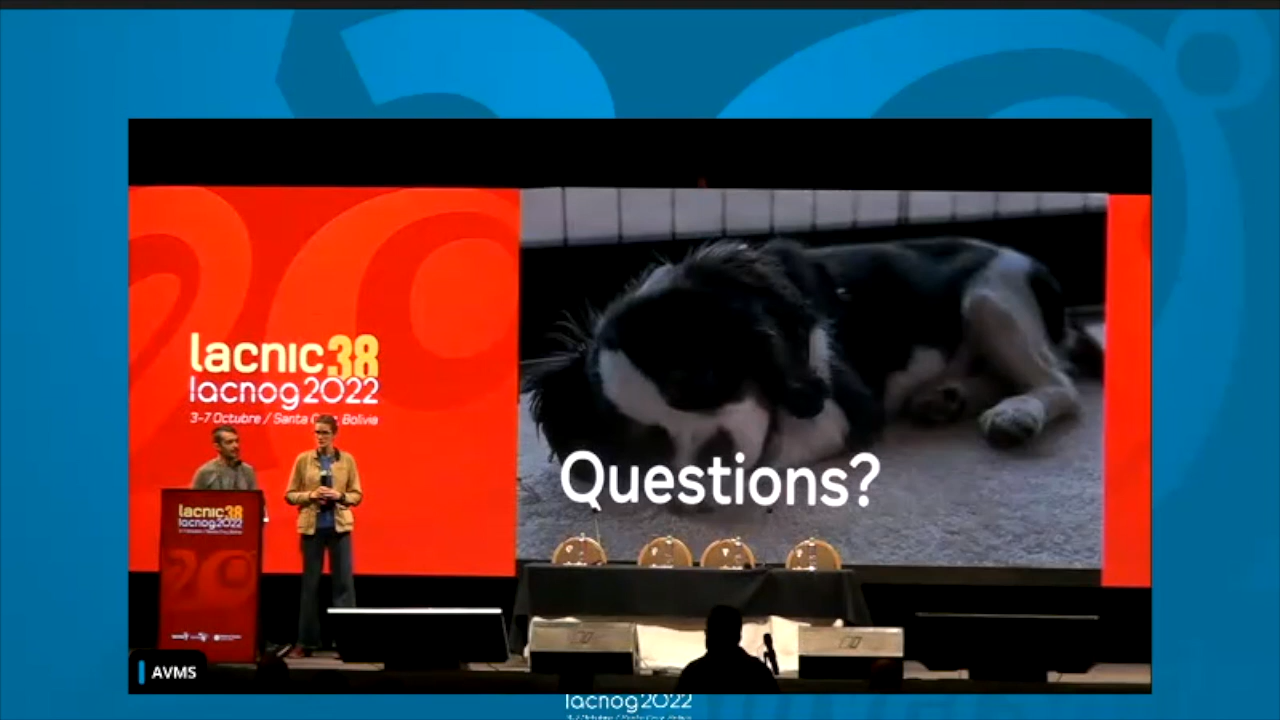 lacnic38
lacnog2022
3-7 Octubre / Santa Cruz, Bolivia
Questions?
lacnic38
lacnog2022
AVMS
lacnog2022